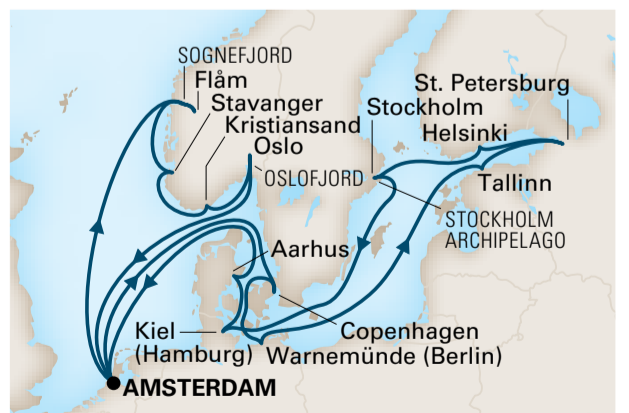 SOGNEFJORD
Flåm
Stavanger
Kristiansand
Oslo
OSLOFJORD
St. Petersburg
Stockholm
Helsinki
Tallinn
STOCKHOLM
ARCHIPELAGO
Aarhus
Kiel
(Hamburg)
Copenhagen
Warnemünde (Berlin)
AMSTERDAM